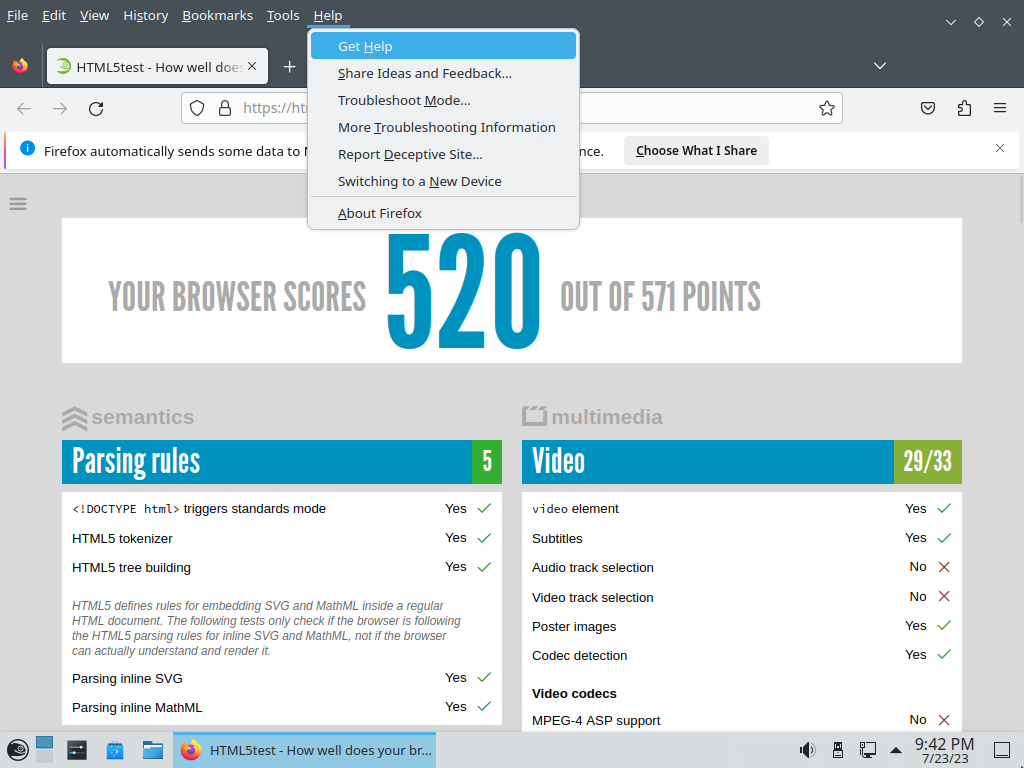 File Edit View History Bookmarks Tools Help
HTML5test - How well does
Get Help
Share Ideas and Feedback...
Troubleshoot Mode...
More Troubleshooting Information
Report Deceptive Site...
Switching to a New Device
About Firefox
https://ht
Firefox automatically sends some data to
nce.
Choose What I Share
YOUR BROWSER SCORES 520 OUT OF 571 POINTS
semantics
Parsing rules 5
<!DOCTYPE html> triggers standards mode Yes
HTML5 tokenizer Yes
HTML5 tree building Yes
HTML5 defines rules for embedding SVG and MathML inside a regular
HTML document. The following tests only check if the browser is following
the HTML5 parsing rules for inline SVG and MathML, not if the browser
can actually understand and render it.
Parsing inline SVG Yes
Parsing inline MathML Yes
multimedia
Video 29/33
video element Yes
Subtitles Yes
Audio track selection No
Video track selection No
Poster images Yes
Codec detection Yes
Video codecs
MPEG-4 ASP support No
HTML5test - How well does your br...
9:42 PM
7/23/23